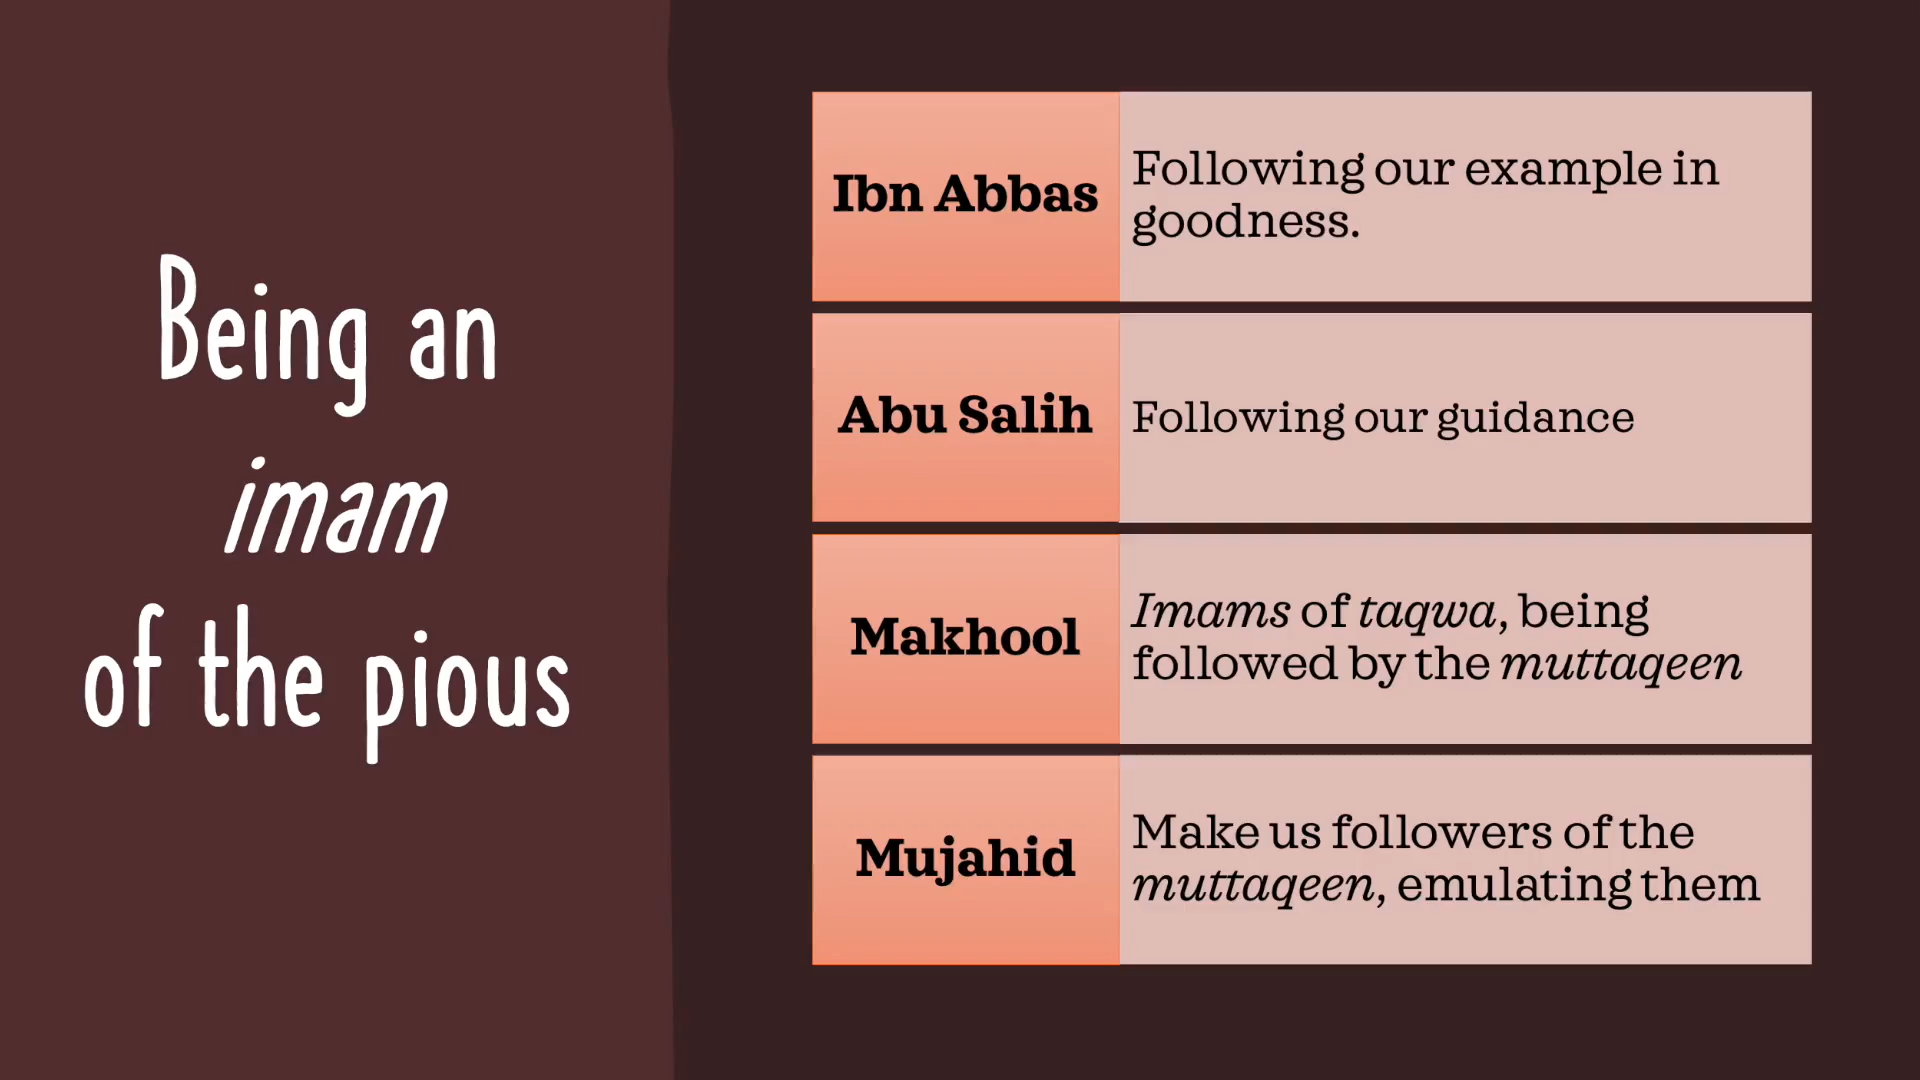 Being an
imam
of the pious
Ibn Abbas
Following our example in
goodness.
Abu Salih
Following our guidance
Makhool
Imams of taqwa, being
followed by the muttaqeen
Mujahid
Make us followers of the
muttaqeen, emulating them